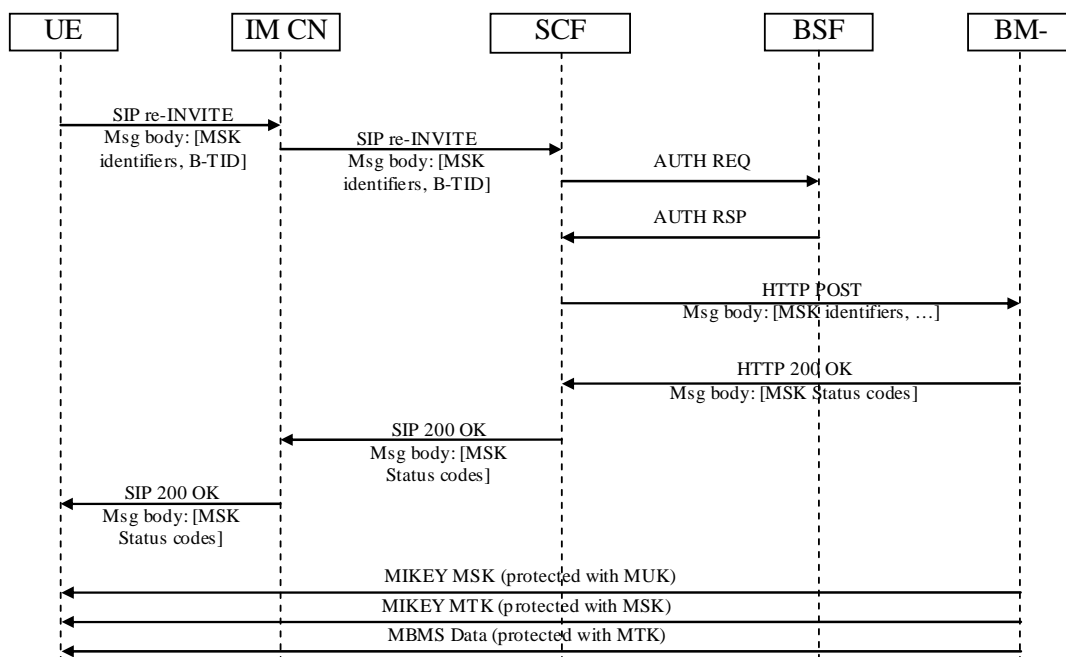 UE
IM CN
SCF
BSF
BM-
SIP re-INVITE
Msg body: [MSK
identifiers, B-TID]
SIP re-INVITE
Msg body: [MSK
identifiers, B-TID]
AUTH REQ
AUTH RSP
HTTP POST
Msg body: [MSK identifiers, …]
HTTP 200 OK
Msg body: [MSK Status codes]
SIP 200 OK
Msg body: [MSK
Status codes]
SIP 200 OK
Msg body: [MSK
Status codes]
MIKEY MSK (protected with MUK)
MIKEY MTK (protected with MSK)
MBMS Data (protected with MTK)